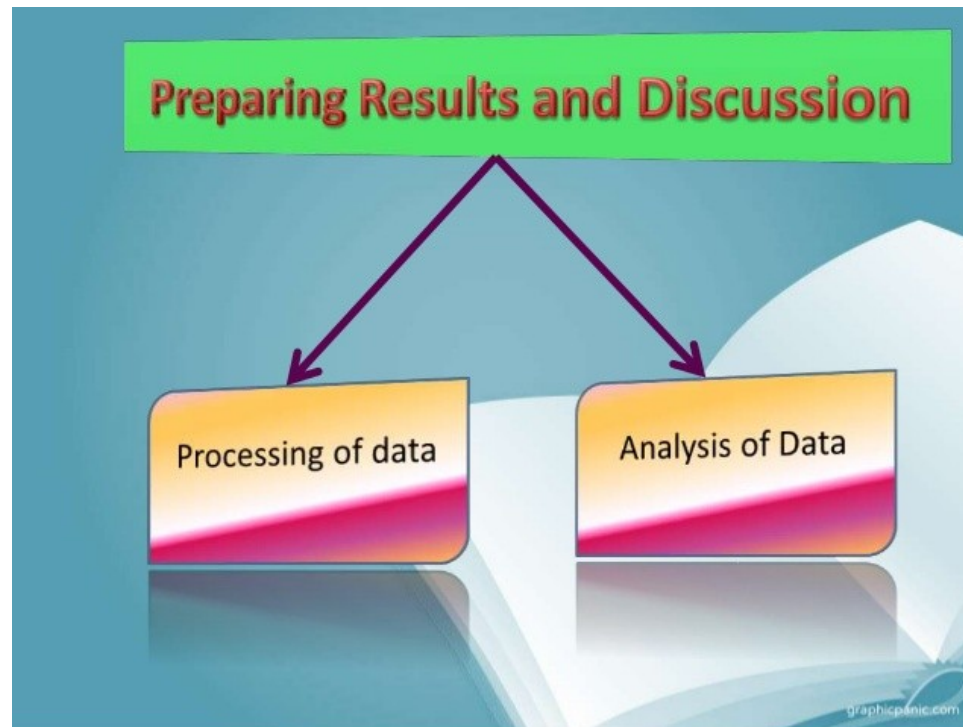 Preparing Results and Discussion
Processing of data
Analysis of Data
graphicpanic.com